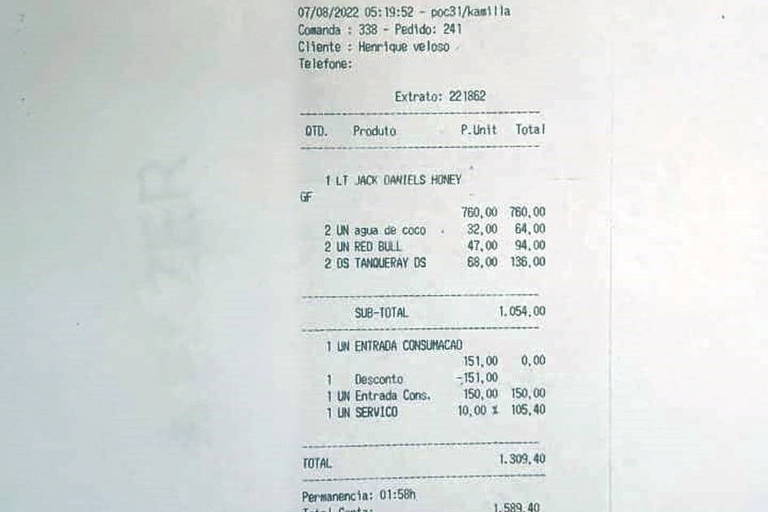 07/08/2022 05:19:52 - poc31/kamilla
Comanda : 338 - Pedido: 241
Cliente : Henrique veloso
Telefone:
Extrato: 221862
QTD. Produto P.Unit Total
1 LT JACK DANIELS HONEY
GF
760,00 760,00
2 UN agua de coco 32,00 64,00
2 UN RED BULL 47,00 94,00
2 DS TANQUERAY DS 68,00 136,00
SUB-TOTAL 1.054,00
1 UN ENTRADA CONSUMACAO
151,00 0,00
1 Desconto -151,00
1 UN Entrada Cons. 150,00 150,00
1 UN SERVICO 10,00 % 105,40
TOTAL 1.309,40
Permanencia: 01:58h
Total Conta: 1.589,40